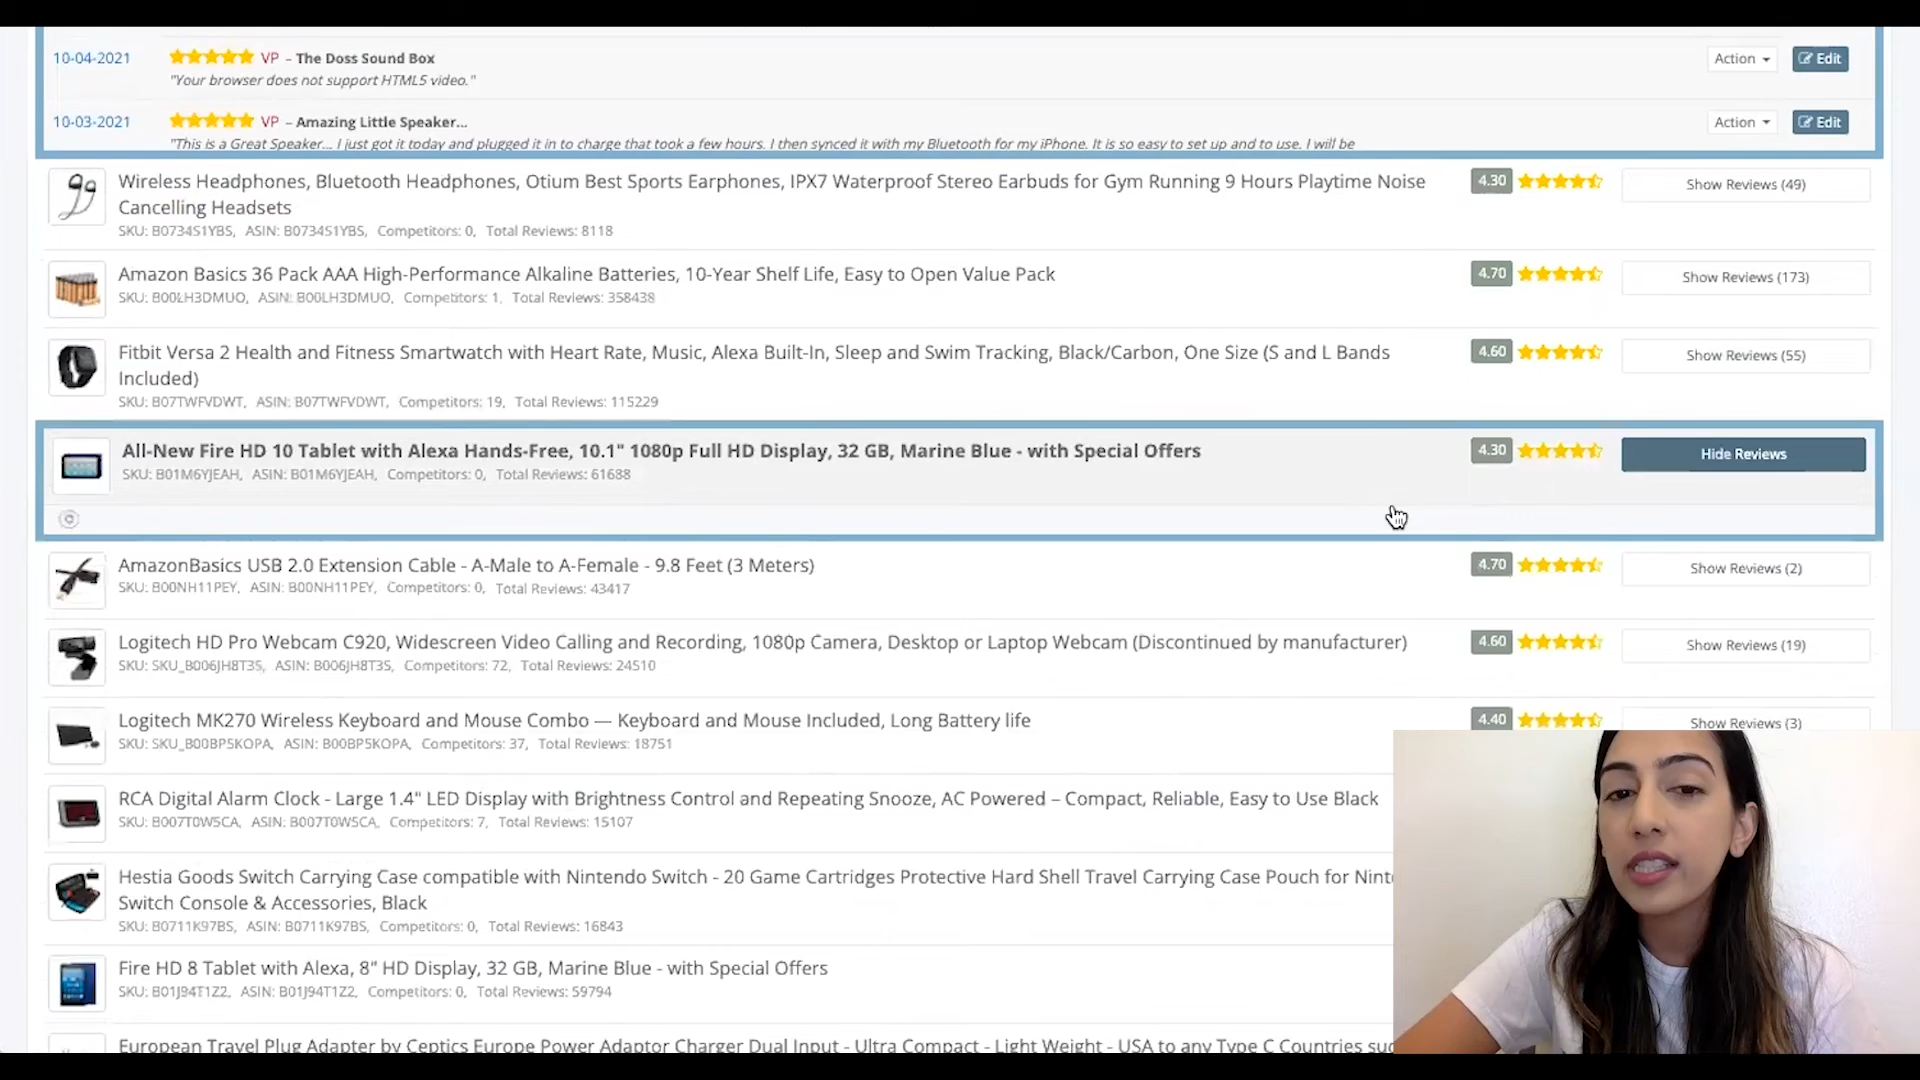 10-04-2021
VP – The Doss Sound Box
Action
Edit
"Your browser does not support HTML5 video."
10-03-2021
VP – Amazing Little Speaker...
Action
Edit
"This is a Great Speaker... I just got it today and plugged it in to charge that took a few hours. I then synced it with my Bluetooth for my iPhone. It is so easy to set up and to use. I will be
Wireless Headphones, Bluetooth Headphones, Otium Best Sports Earphones, IPX7 Waterproof Stereo Earbuds for Gym Running 9 Hours Playtime Noise
Cancelling Headsets
SKU: B0734S1YBS, ASIN: B0734S1YBS, Competitors: 0, Total Reviews: 8118
4.30
Show Reviews (49)
Amazon Basics 36 Pack AAA High-Performance Alkaline Batteries, 10-Year Shelf Life, Easy to Open Value Pack
SKU: B00LH3DMUO, ASIN: B00LH3DMUO, Competitors: 1, Total Reviews: 358438
4.70
Show Reviews (173)
Fitbit Versa 2 Health and Fitness Smartwatch with Heart Rate, Music, Alexa Built-In, Sleep and Swim Tracking, Black/Carbon, One Size (S and L Bands
Included)
SKU: B07TWFVDWT, ASIN: B07TWFVDWT, Competitors: 19, Total Reviews: 115229
4.60
Show Reviews (55)
All-New Fire HD 10 Tablet with Alexa Hands-Free, 10.1" 1080p Full HD Display, 32 GB, Marine Blue - with Special Offers
SKU: B01M6YJEAH, ASIN: B01M6YJEAH, Competitors: 0, Total Reviews: 61688
4.30
Hide Reviews
AmazonBasics USB 2.0 Extension Cable - A-Male to A-Female - 9.8 Feet (3 Meters)
SKU: B00NH11PEY, ASIN: B00NH11PEY, Competitors: 0, Total Reviews: 43417
4.70
Show Reviews (2)
Logitech HD Pro Webcam C920, Widescreen Video Calling and Recording, 1080p Camera, Desktop or Laptop Webcam (Discontinued by manufacturer)
SKU: SKU_B006JH8T3S, ASIN: B006JH8T3S, Competitors: 72, Total Reviews: 24510
4.60
Show Reviews (19)
Logitech MK270 Wireless Keyboard and Mouse Combo — Keyboard and Mouse Included, Long Battery life
SKU: SKU_B00BP5KOPA, ASIN: B00BP5KOPA, Competitors: 37, Total Reviews: 18751
4.40
Show Reviews (3)
RCA Digital Alarm Clock - Large 1.4" LED Display with Brightness Control and Repeating Snooze, AC Powered – Compact, Reliable, Easy to Use Black
SKU: B007T0W5CA, ASIN: B007T0W5CA, Competitors: 7, Total Reviews: 15107
Hestia Goods Switch Carrying Case compatible with Nintendo Switch - 20 Game Cartridges Protective Hard Shell Travel Carrying Case Pouch for Ninte
Switch Console & Accessories, Black
SKU: B0711K97BS, ASIN: B0711K97BS, Competitors: 0, Total Reviews: 16843
Fire HD 8 Tablet with Alexa, 8" HD Display, 32 GB, Marine Blue - with Special Offers
SKU: B01J94T1Z2, ASIN: B01J94T1Z2, Competitors: 0, Total Reviews: 59794
European Travel Plug Adapter by Ceptics Europe Power Adaptor Charger Dual Input - Ultra Compact - Light Weight - USA to any Type C Countries suc